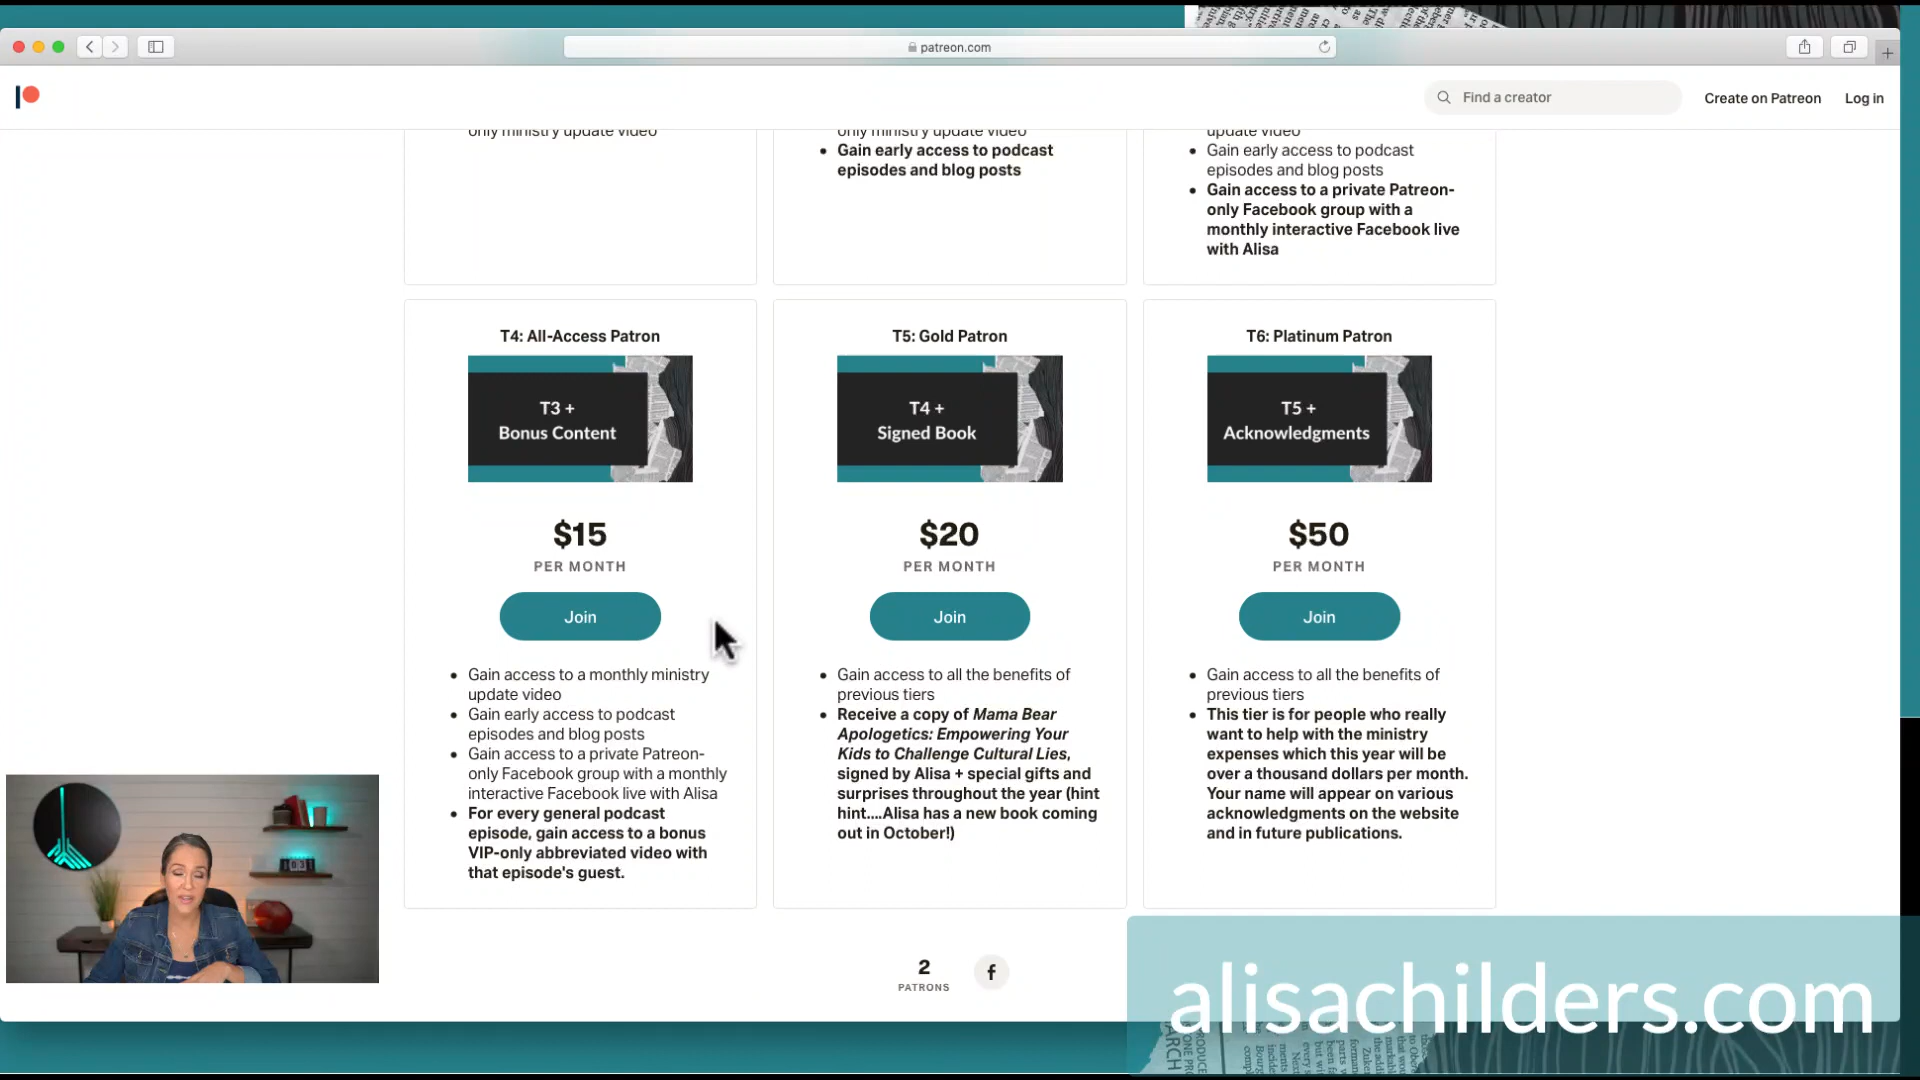 patreon.com
Find a creator
Create on Patreon
Log in
only ministry update video
only ministry update video
Gain early access to podcast
episodes and blog posts
update video
Gain early access to podcast
episodes and blog posts
Gain access to a private Patreon-
only Facebook group with a
monthly interactive Facebook live
with Alisa
T4: All-Access Patron
T3 +
Bonus Content
$15
PER MONTH
Join
Gain access to a monthly ministry
update video
Gain early access to podcast
episodes and blog posts
Gain access to a private Patreon-
only Facebook group with a monthly
interactive Facebook live with Alisa
For every general podcast
episode, gain access to a bonus
VIP-only abbreviated video with
that episode's guest.
T5: Gold Patron
T4 +
Signed Book
$20
PER MONTH
Join
Gain access to all the benefits of
previous tiers
Receive a copy of Mama Bear
Apologetics: Empowering Your
Kids to Challenge Cultural Lies,
signed by Alisa + special gifts and
surprises throughout the year (hint
hint....Alisa has a new book coming
out in October!)
T6: Platinum Patron
T5 +
Acknowledgments
$50
PER MONTH
Join
Gain access to all the benefits of
previous tiers
This tier is for people who really
want to help with the ministry
expenses which this year will be
over a thousand dollars per month.
Your name will appear on various
acknowledgments on the website
and in future publications.
2
PATRONS
alisachilders.com